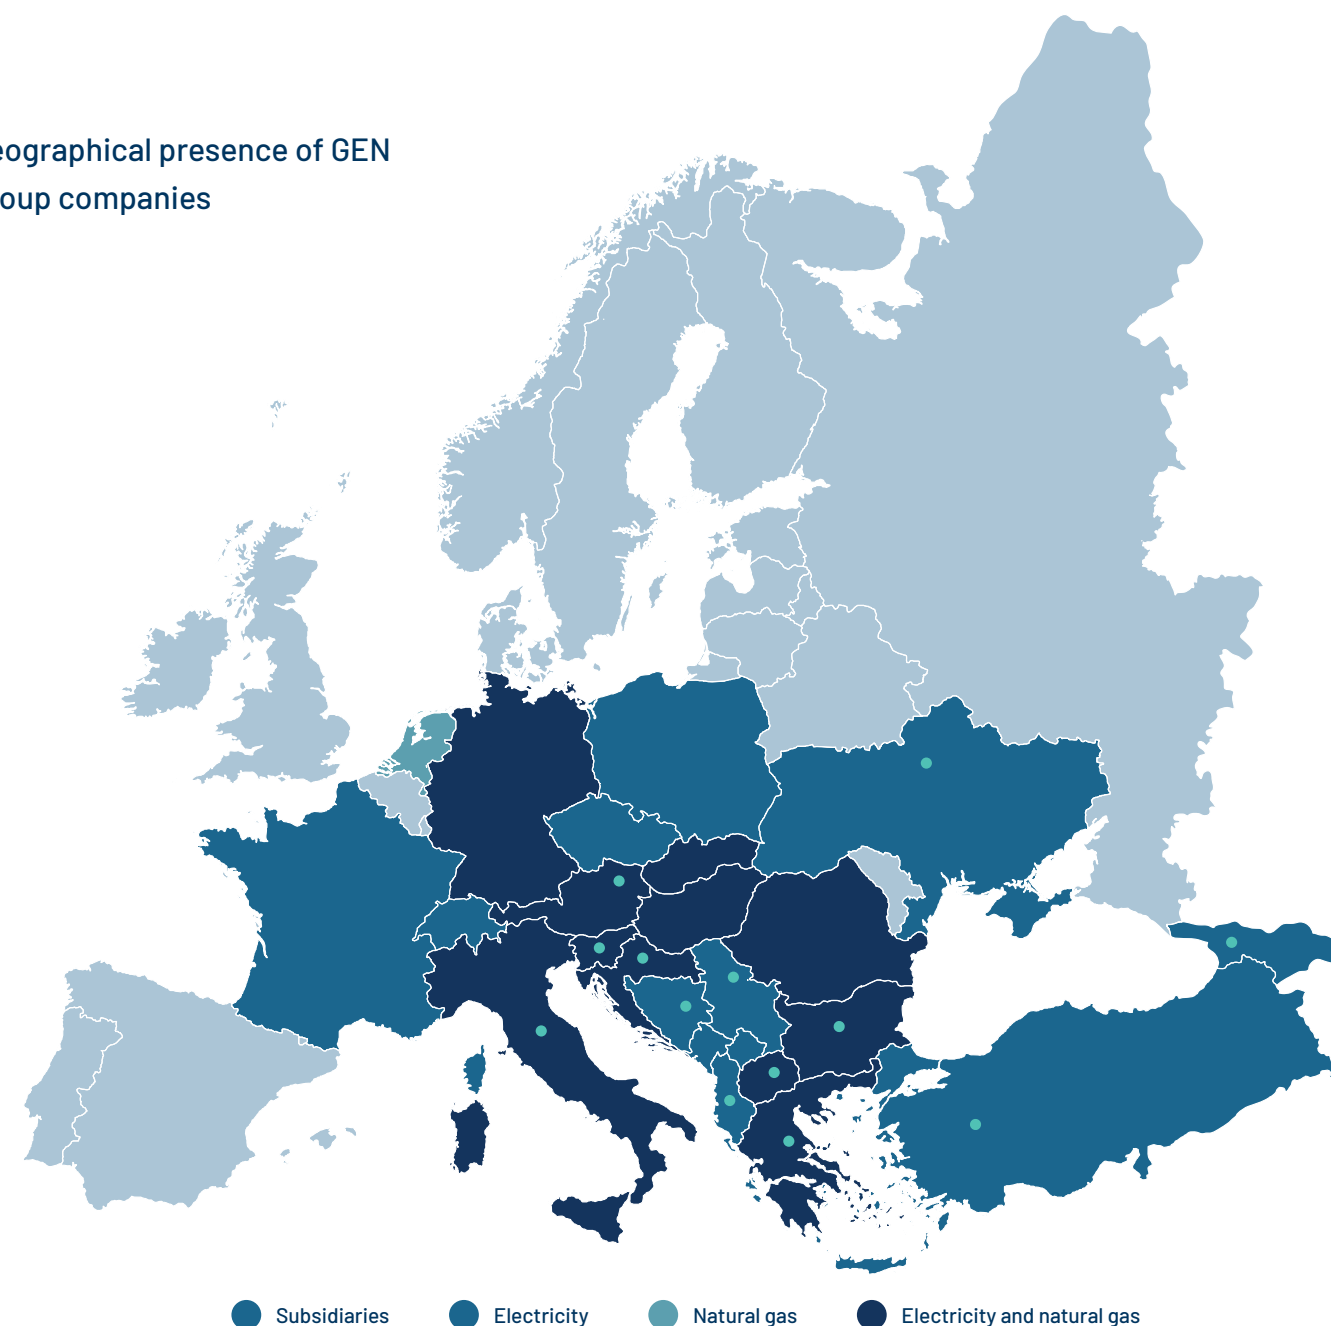 eographical presence of GEN
oup companies
Subsidiaries
Electricity
Natural gas
Electricity and natural gas